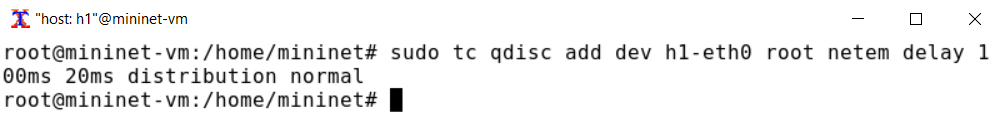 "host: h1"@mininet-vm
root@mininet-vm:/home/mininet# sudo tc qdisc add dev h1-eth0 root netem delay 1
00ms 20ms distribution normal
root@mininet-vm:/home/mininet#